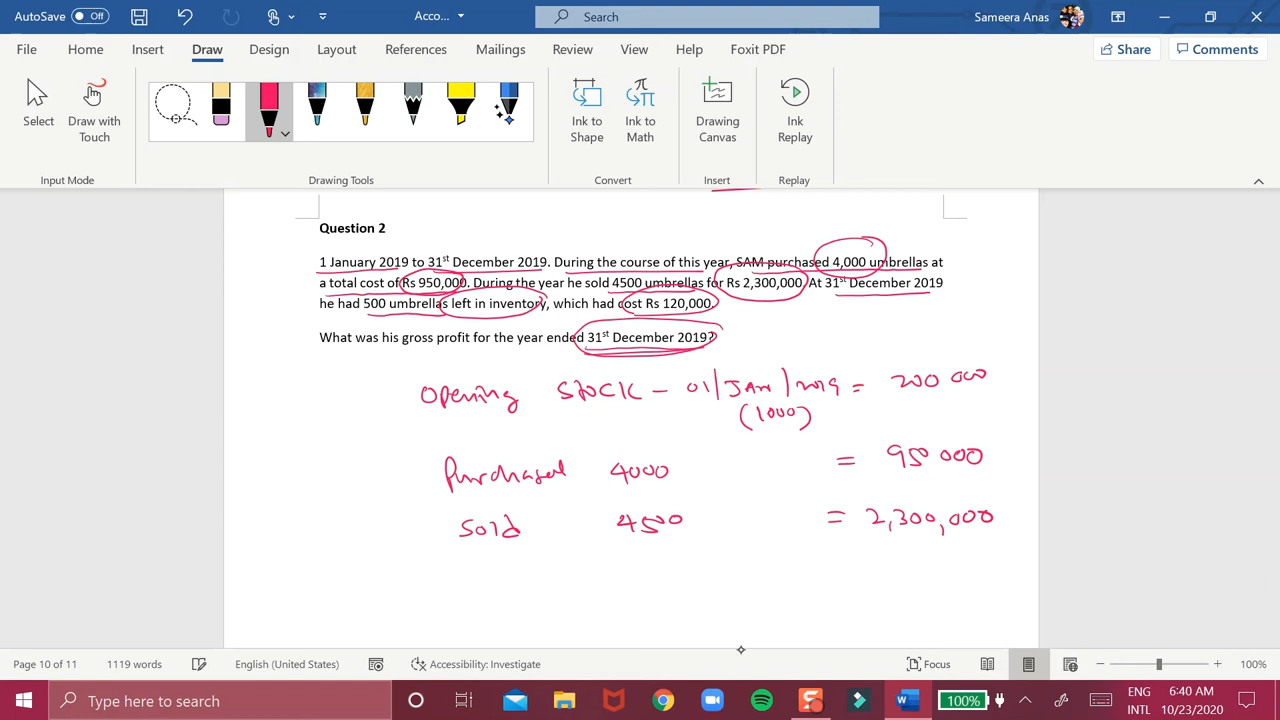 AutoSave Off Acco... Search Sameera Anas
File Home Insert Draw Design Layout References Mailings Review View Help Foxit PDF Share Comments
Select Draw with Touch Ink to Shape Ink to Math Drawing Canvas Ink Replay
Input Mode Drawing Tools Convert Insert Replay
Question 2
1 January 2019 to 31st December 2019. During the course of this year, SAM purchased 4,000 umbrellas at
a total cost of Rs 950,000. During the year he sold 4500 umbrellas for Rs 2,300,000. At 31st December 2019
he had 500 umbrellas left in inventory, which had cost Rs 120,000.
What was his gross profit for the year ended 31st December 2019?
Opening STOCK - 01/JAN/2019 = 200 000
(1000)
Purchased 4000 = 950 000
Sold 4500 = 2,300,000
Page 10 of 11 1119 words English (United States) Accessibility: Investigate Focus 100%
Type here to search 100% ENG 6:40 AM
INTL 10/23/2020